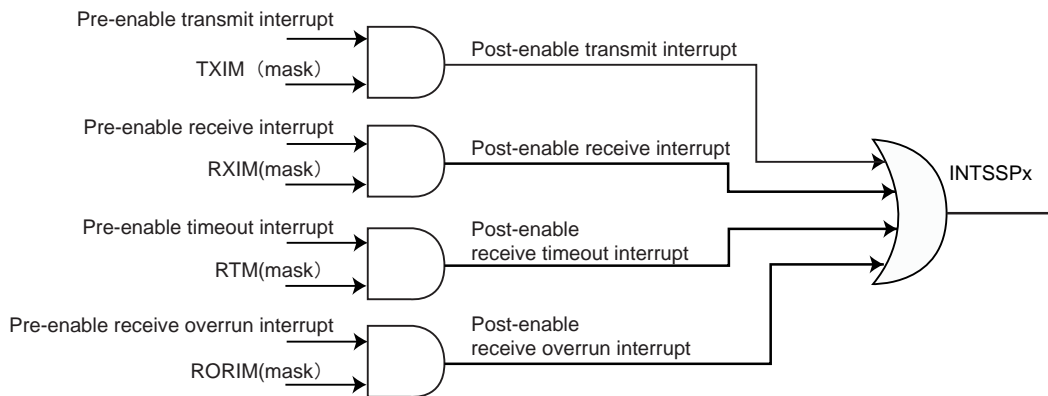 Pre-enable transmit interrupt
TXIM（mask）
Post-enable transmit interrupt
Pre-enable receive interrupt
RXIM(mask）
Post-enable receive interrupt
INTSSPx
Pre-enable timeout interrupt
RTM(mask）
Post-enable
receive timeout interrupt
Pre-enable receive overrun interrupt
RORIM(mask）
Post-enable
receive overrun interrupt